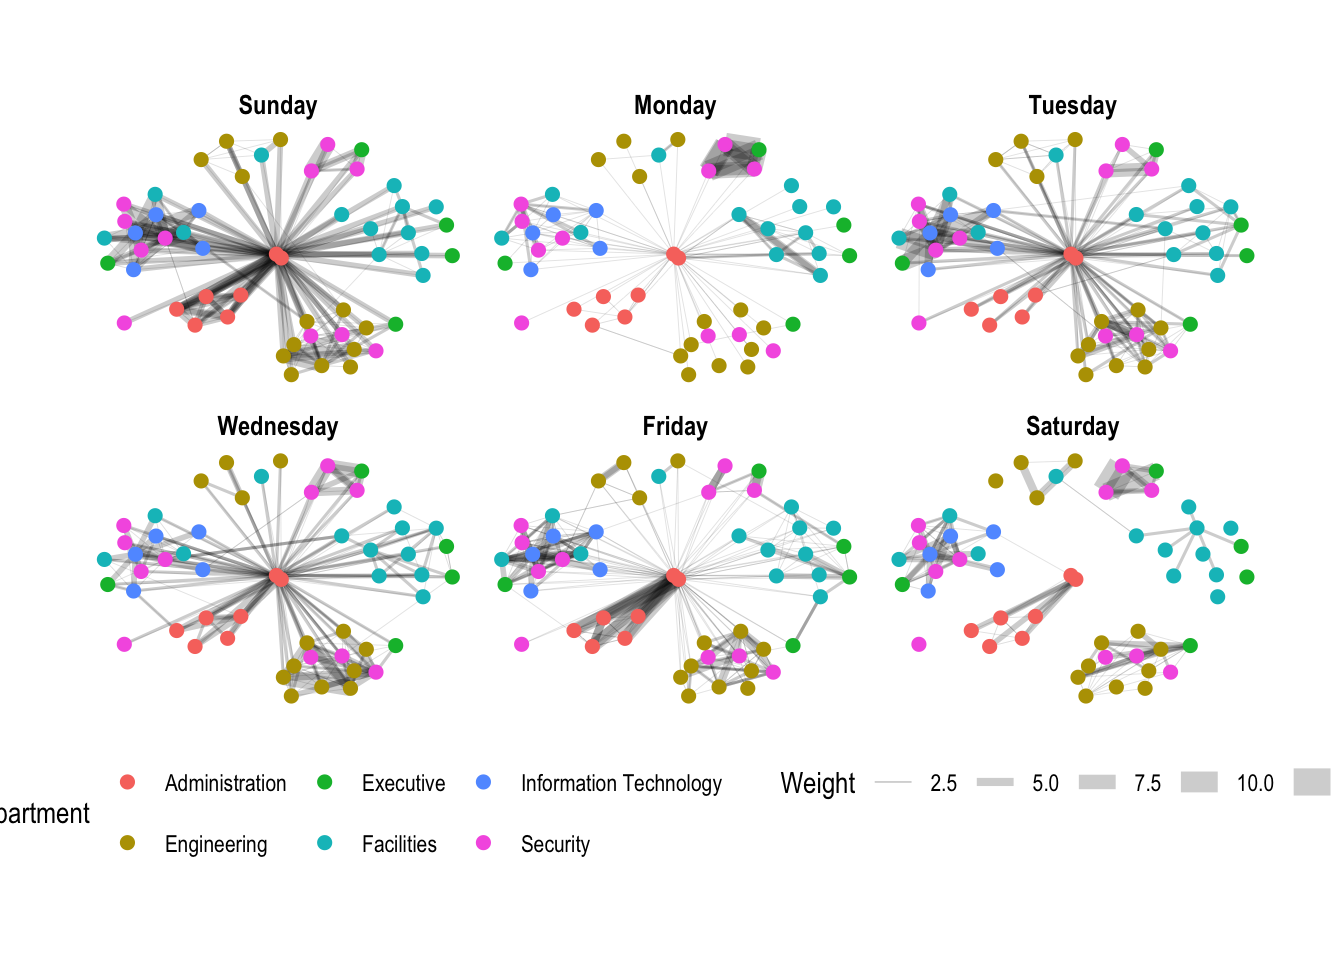 Sunday Monday Tuesday
Wednesday Friday Saturday
Administration Executive Information Technology Weight 2.5 5.0 7.5 10.0
partment
Engineering Facilities Security